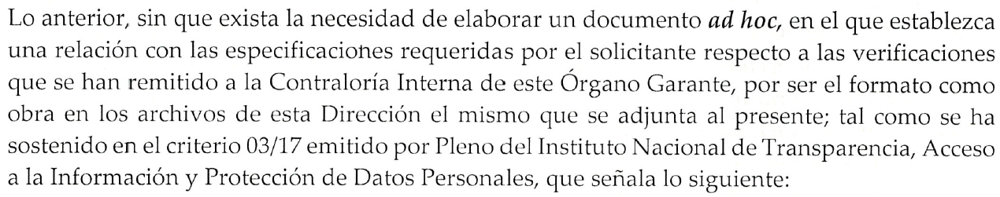 Lo anterior, sin que exista la necesidad de elaborar un documento ad hoc, en el que establezca
una relación con las especificaciones requeridas por el solicitante respecto a las verificaciones
que se han remitido a la Contraloría Interna de este Órgano Garante, por ser el formato como
obra en los archivos de esta Dirección el mismo que se adjunta al presente; tal como se ha
sostenido en el criterio 03/17 emitido por Pleno del Instituto Nacional de Transparencia, Acceso
a la Información y Protección de Datos Personales, que señala lo siguiente: